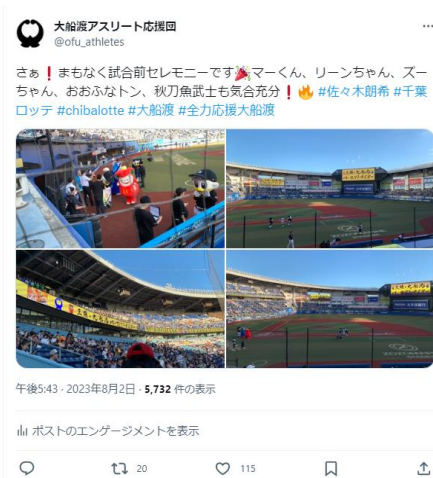 大船渡アスリート応援団
@ofu_athletes
さぁ❗まもなく試合前セレモニーです🎉マーくん、リーンちゃん、ズー
ちゃん、おおふなトン、秋刀魚武士も気合充分❗🔥 #佐々木朗希 #千葉
ロッテ #chibalotte #大船渡 #全力応援大船渡
午後5:43 · 2023年8月2日 · 5,732 件の表示
ポストのエンゲージメントを表示
20
115